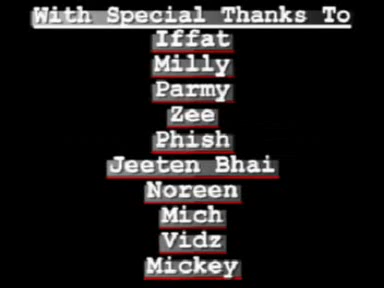 With Special Thanks To
Iffat
Milly
Parmy
Zee
Phish
Jeeten Bhai
Noreen
Mich
Vidz
Mickey